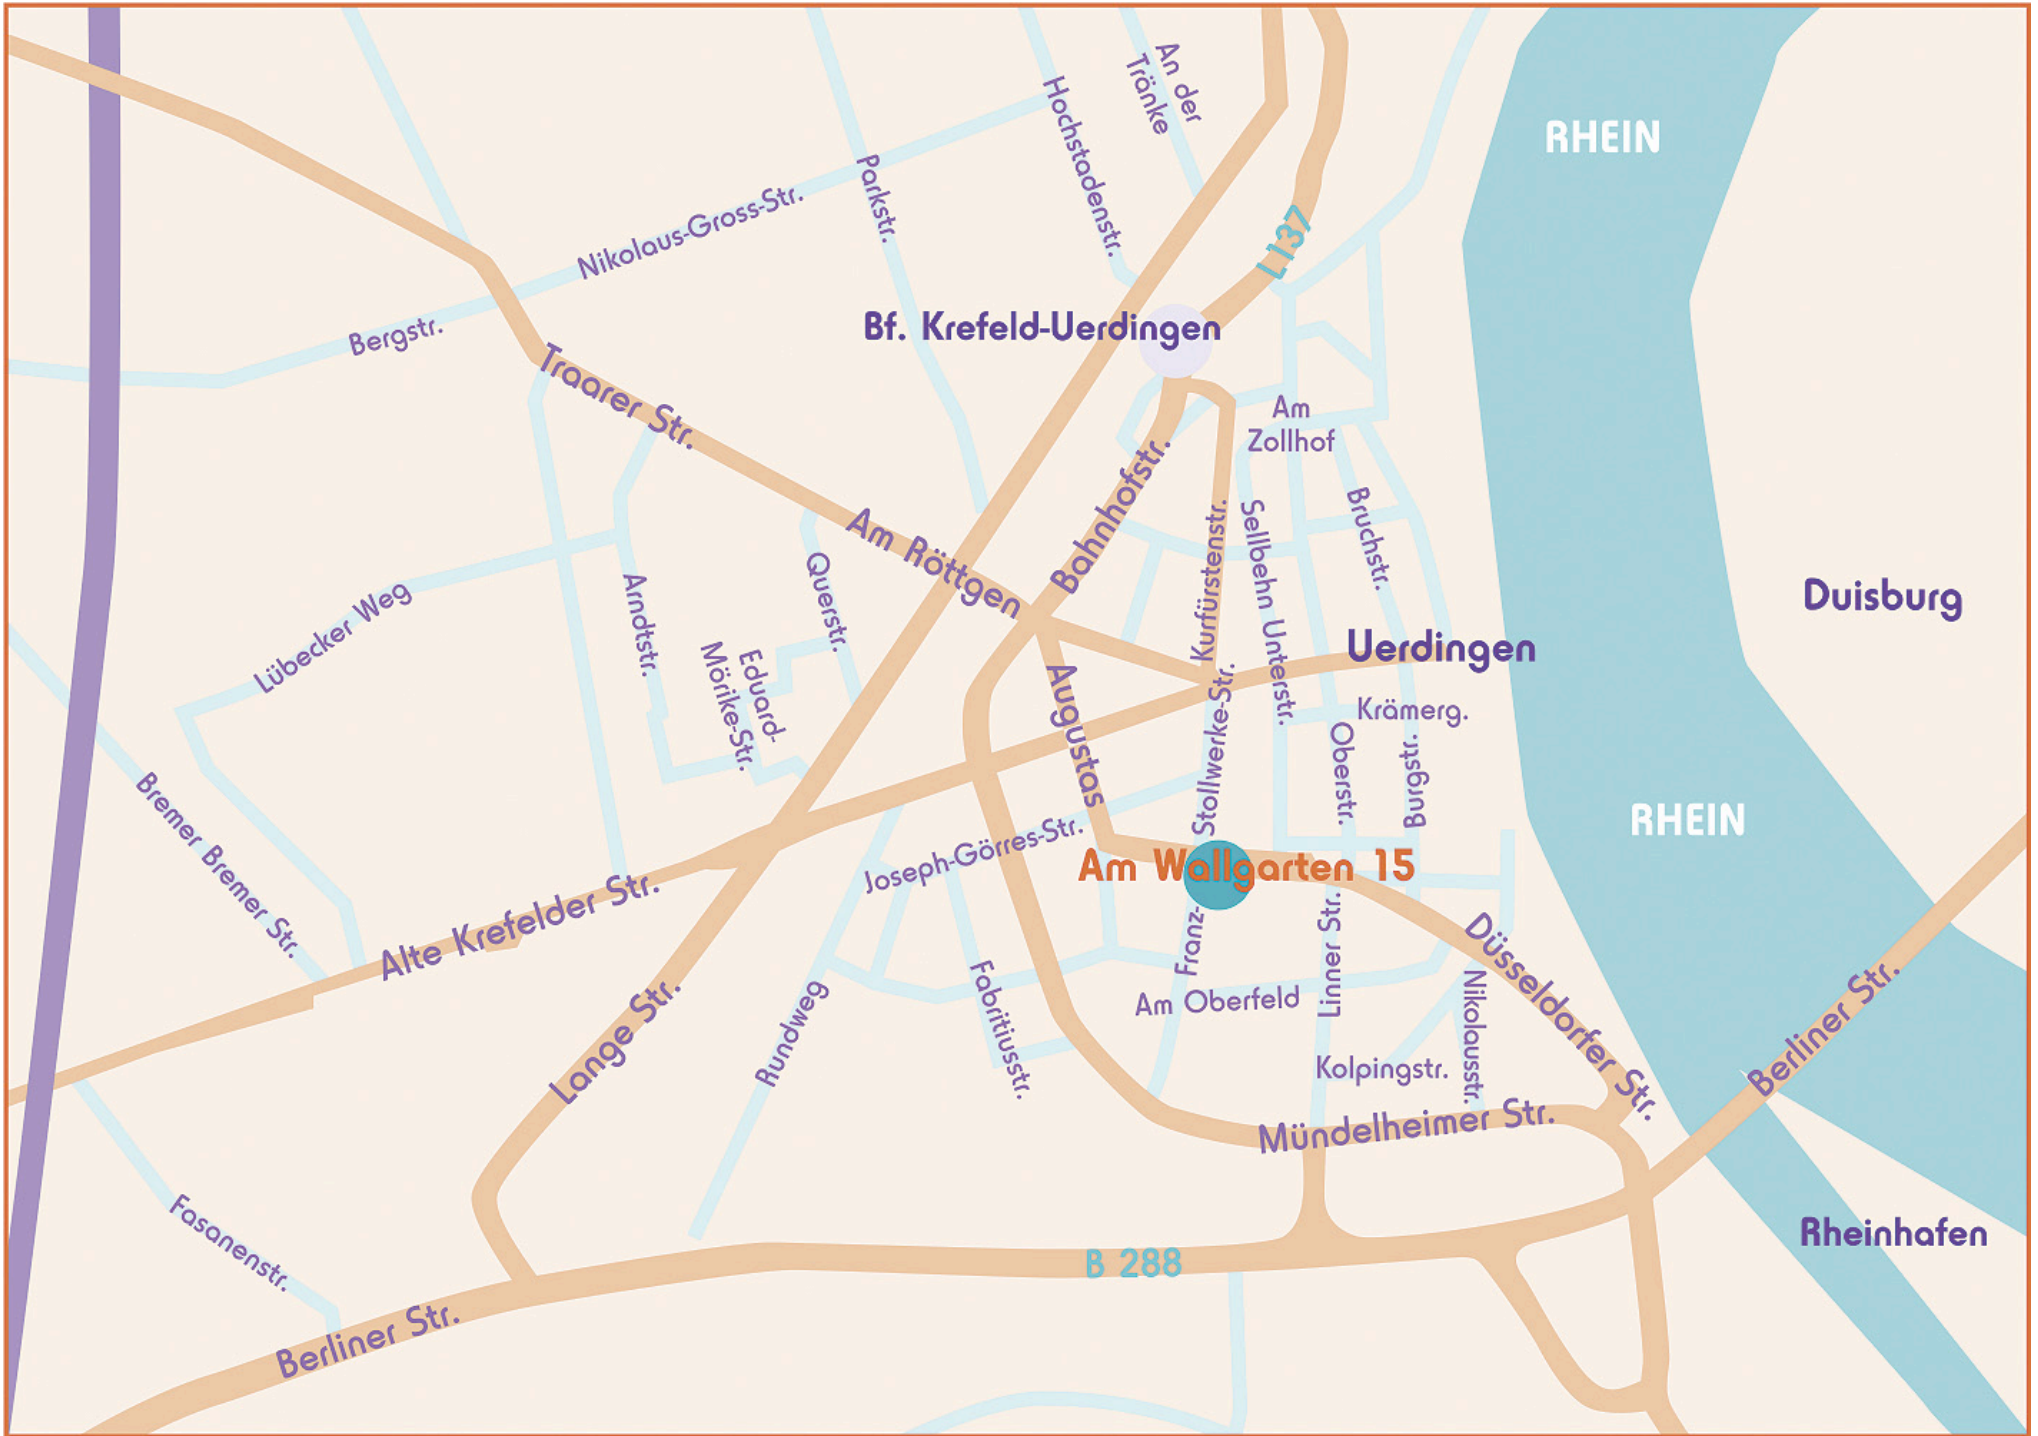 An der
Tränke
Hochstadenstr.
RHEIN
Parkstr.
Nikolaus-Gross-Str.
L137
Bergstr.
Bf. Krefeld-Uerdingen
Traarer Str.
Am
Zollhof
Bahnhofstr.
Am Röttgen
Kurfürstenstr.
Sellbehn Unterstr.
Bruchstr.
Querstr.
Arndtstr.
Lübecker Weg
Duisburg
Uerdingen
Eduard-
Mörike-Str.
Augustas
Stollwerke-Str.
Krämerg.
Oberstr.
Burgstr.
Bremer Bremer Str.
RHEIN
Joseph-Görres-Str.
Am Wallgarten 15
Alte Krefelder Str.
Franz-
Linner Str.
Düsseldorfer Str.
Lange Str.
Rundweg
Fabritiusstr.
Am Oberfeld
Nikolausstr.
Berliner Str.
Kolpingstr.
Mündelheimer Str.
Fasanenstr.
B 288
Rheinhafen
Berliner Str.